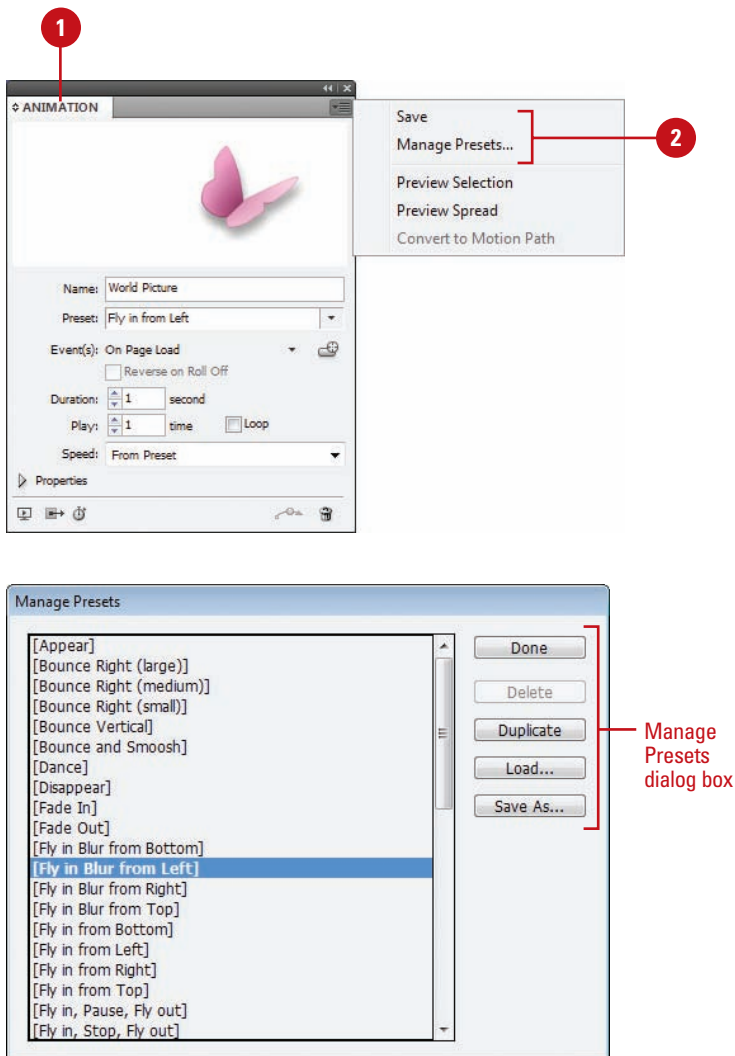 1
ANIMATION
Save
Manage Presets...
2
Preview Selection
Preview Spread
Convert to Motion Path
Name: World Picture
Preset: Fly in from Left
Event(s): On Page Load
Reverse on Roll Off
Duration: 1 second
Play: 1 time Loop
Speed: From Preset
Properties
Manage Presets
[Appear]
[Bounce Right (large)]
[Bounce Right (medium)]
[Bounce Right (small)]
[Bounce Vertical]
[Bounce and Smoosh]
[Dance]
[Disappear]
[Fade In]
[Fade Out]
[Fly in Blur from Bottom]
[Fly in Blur from Left]
[Fly in Blur from Right]
[Fly in Blur from Top]
[Fly in from Bottom]
[Fly in from Left]
[Fly in from Right]
[Fly in from Top]
[Fly in, Pause, Fly out]
[Fly in, Stop, Fly out]
Done
Delete
Duplicate
Load...
Save As...
Manage
Presets
dialog box